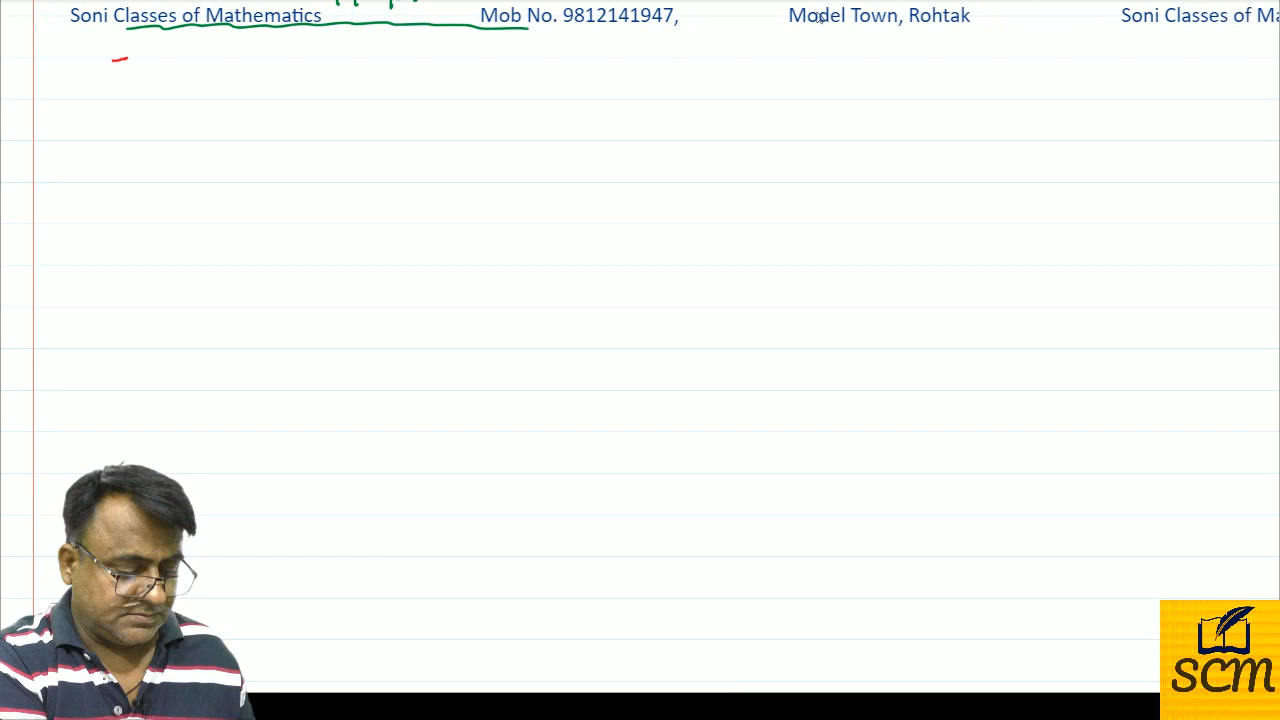 Soni Classes of Mathematics Mob No. 9812141947, Model Town, Rohtak Soni Classes of Ma
SCM